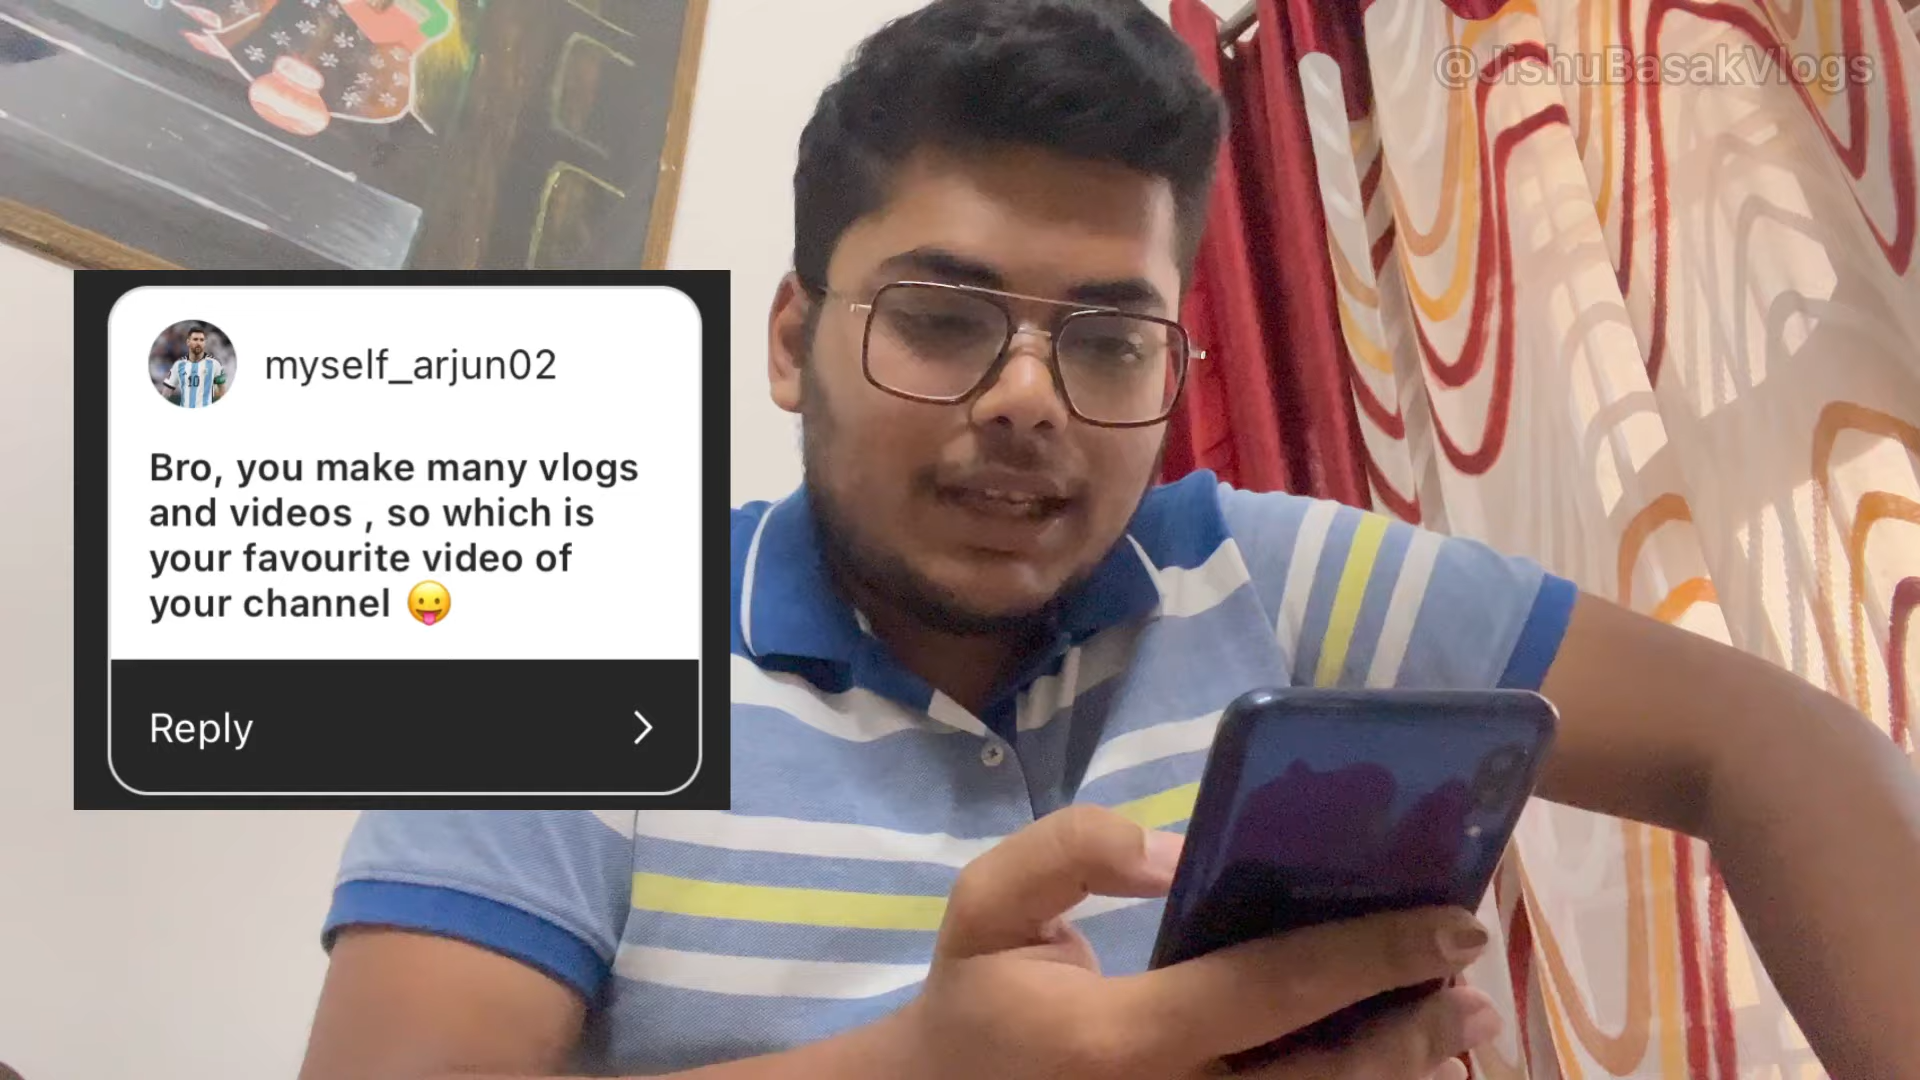 @JishuBasakVlogs
myself_arjun02
Bro, you make many vlogs
and videos , so which is
your favourite video of
your channel 😛
Reply